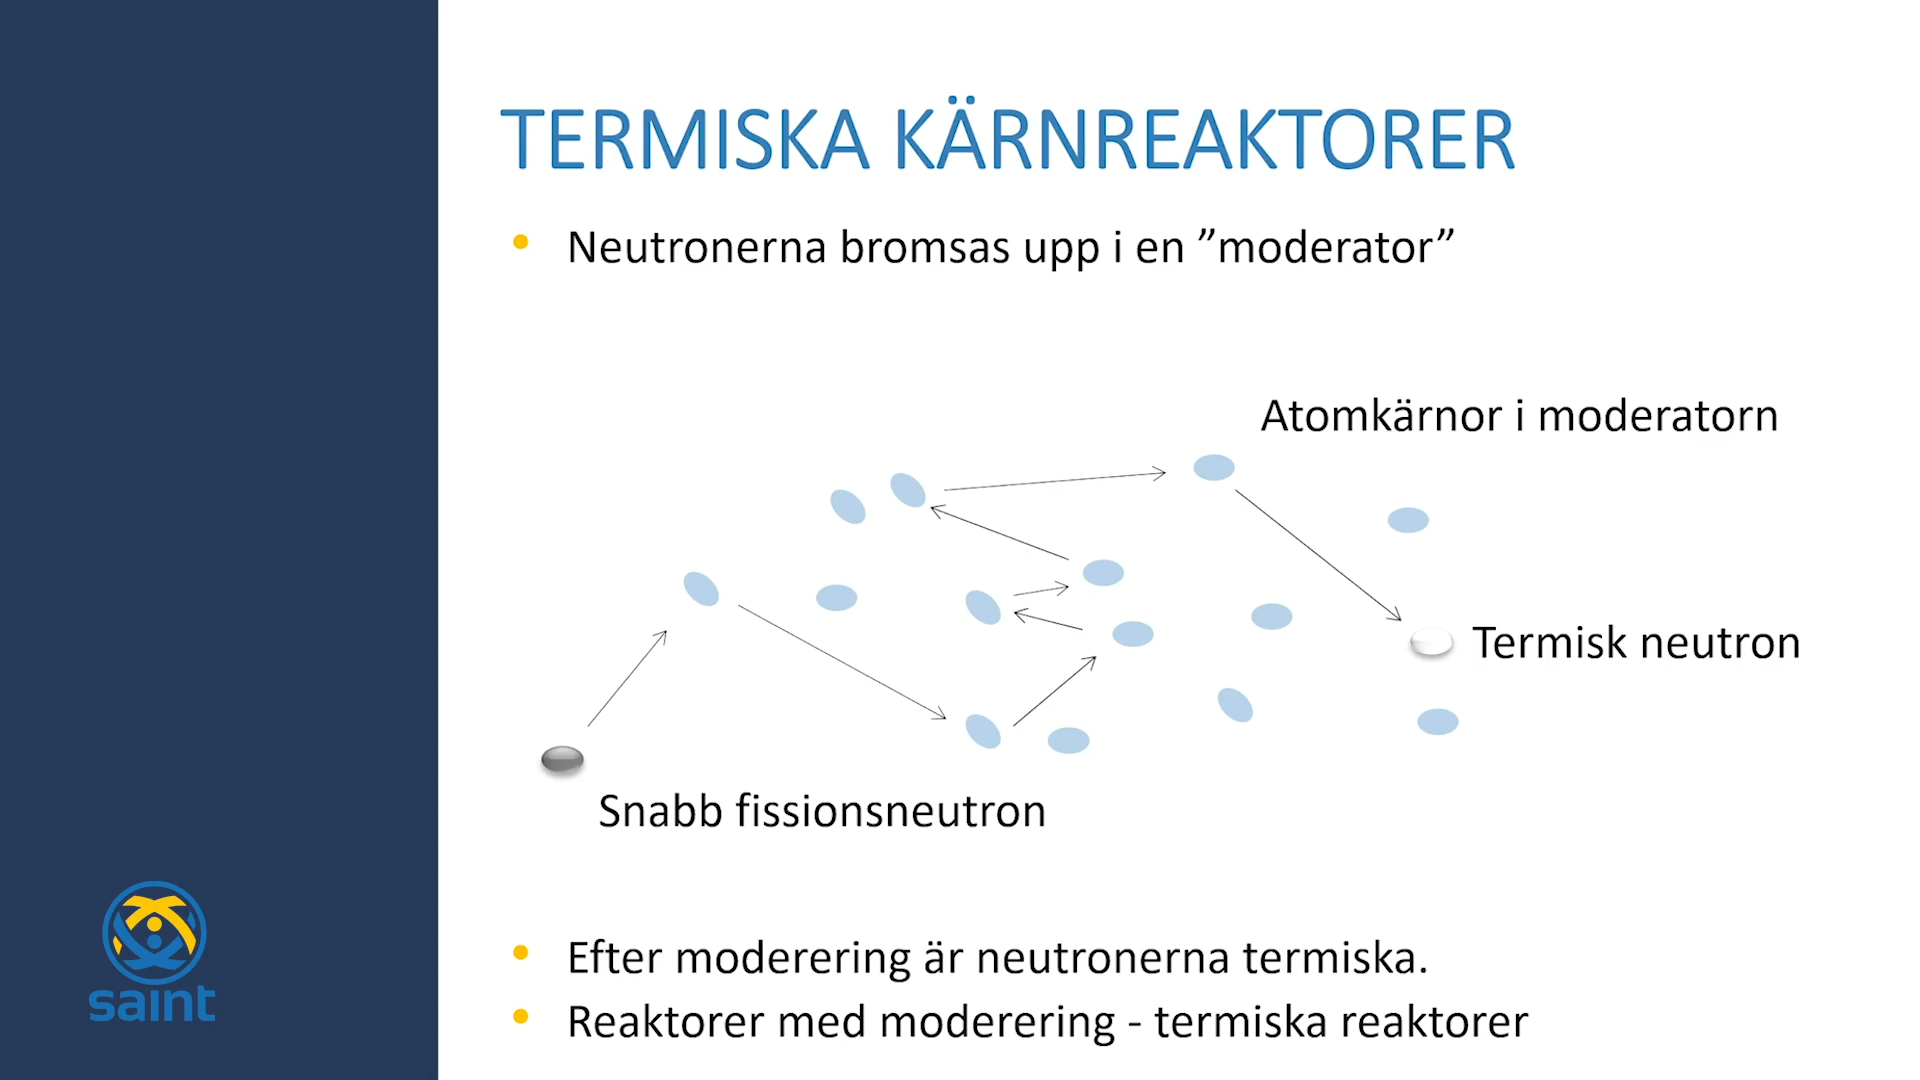 TERMISKA KÄRNREAKTORER
Neutronerna bromsas upp i en ”moderator”
Atomkärnor i moderatorn
Termisk neutron
Snabb fissionsneutron
Efter moderering är neutronerna termiska.
Reaktorer med moderering - termiska reaktorer
saint